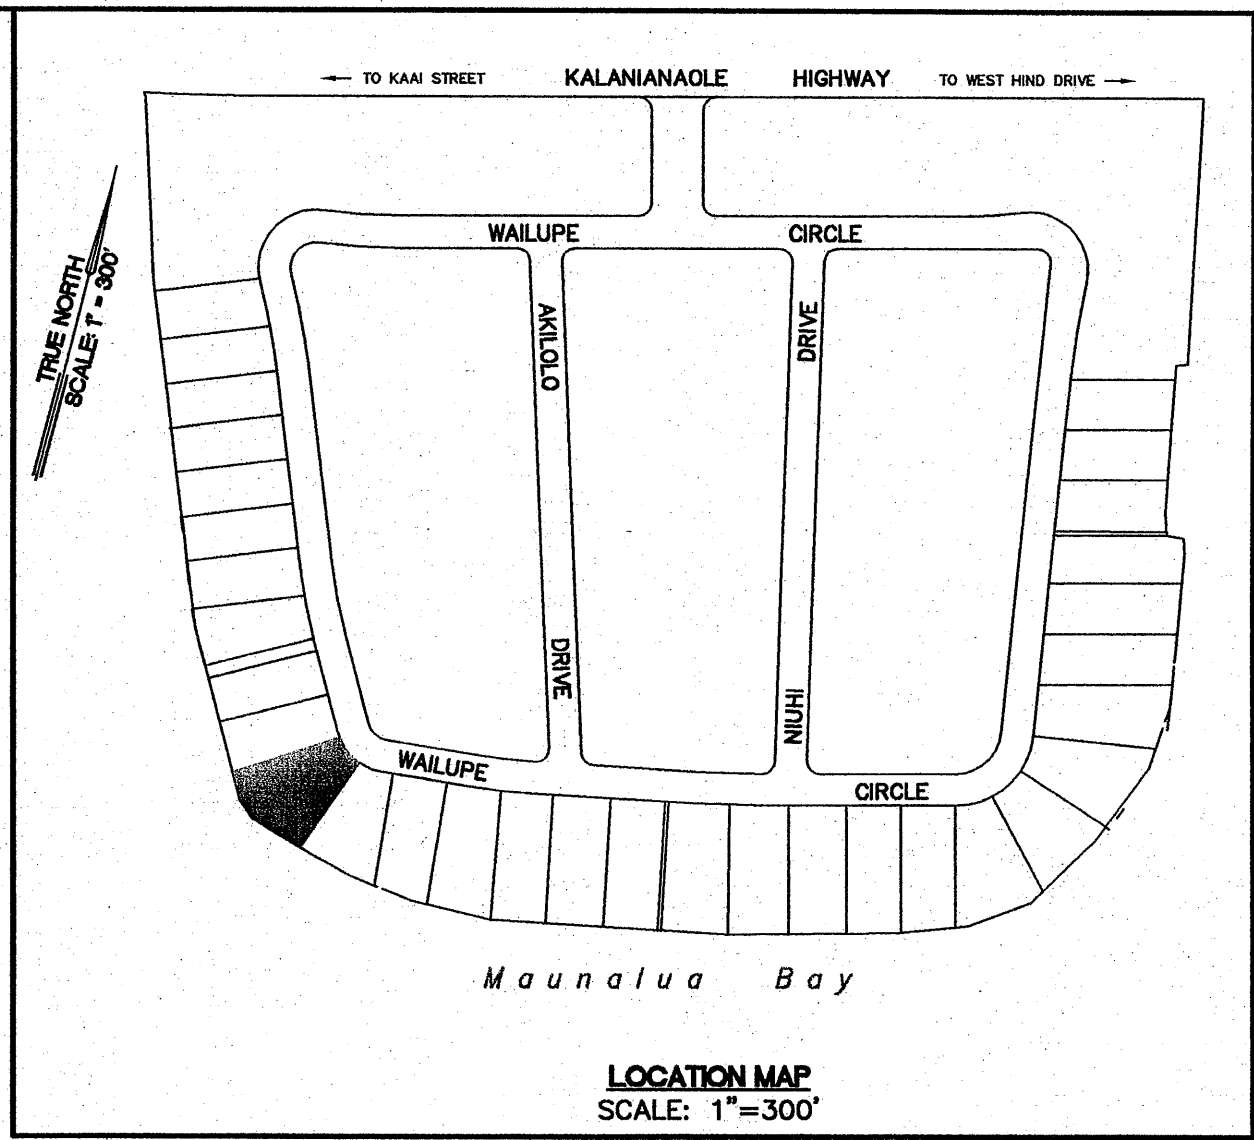 ← TO KAAI STREET KALANIANAOLE HIGHWAY TO WEST HIND DRIVE →
WAILUPE CIRCLE
TRUE NORTH
SCALE: 1" = 300'
AKILOLO DRIVE
NIUHI DRIVE
WAILUPE CIRCLE
Maunalua Bay
LOCATION MAP
SCALE: 1"=300'